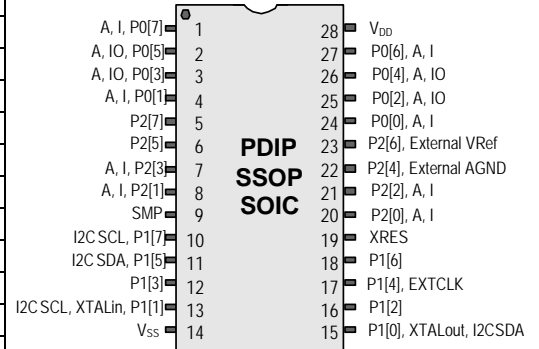 A, I, P0[7] 1 28 VDD
A, IO, P0[5] 2 27 P0[6], A, I
A, IO, P0[3] 3 26 P0[4], A, IO
A, I, P0[1] 4 25 P0[2], A, IO
P2[7] 5 24 P0[0], A, I
P2[5] 6 PDIP 23 P2[6], External VRef
A, I, P2[3] 7 SSOP 22 P2[4], External AGND
A, I, P2[1] 8 SOIC 21 P2[2], A, I
SMP 9 20 P2[0], A, I
I2C SCL, P1[7] 10 19 XRES
I2C SDA, P1[5] 11 18 P1[6]
P1[3] 12 17 P1[4], EXTCLK
I2C SCL, XTALin, P1[1] 13 16 P1[2]
Vss 14 15 P1[0], XTALout, I2CSDA